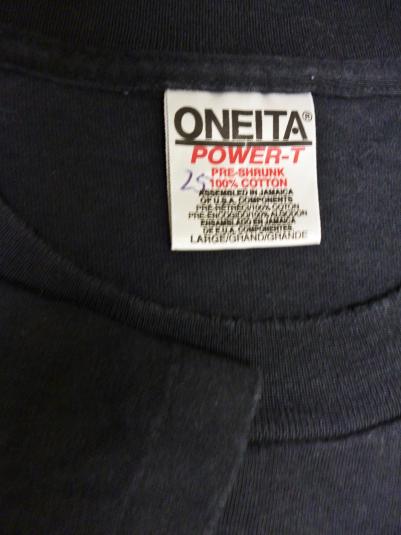 ONEITA®
POWER-T
PRE-SHRUNK
25 100% COTTON
ASSEMBLED IN JAMAICA
OF U.S.A. COMPONENTS
PRE-RETRECI/100% COTON
PRE-ENCOGIDO/100% ALGODON
ENSAMBLADO EN JAMAICA
DE E.U.A. COMPONENTES
LARGE/GRAND/GRANDE